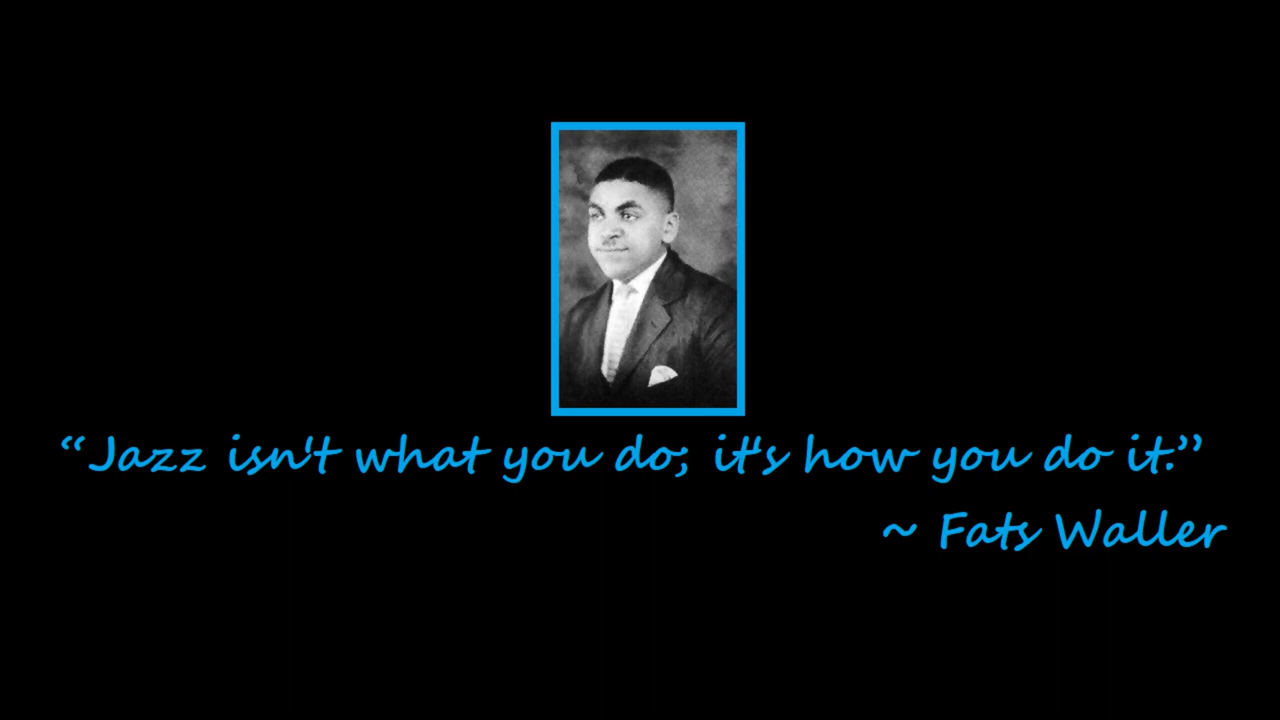 “Jazz isn't what you do; it's how you do it.”
~ Fats Waller